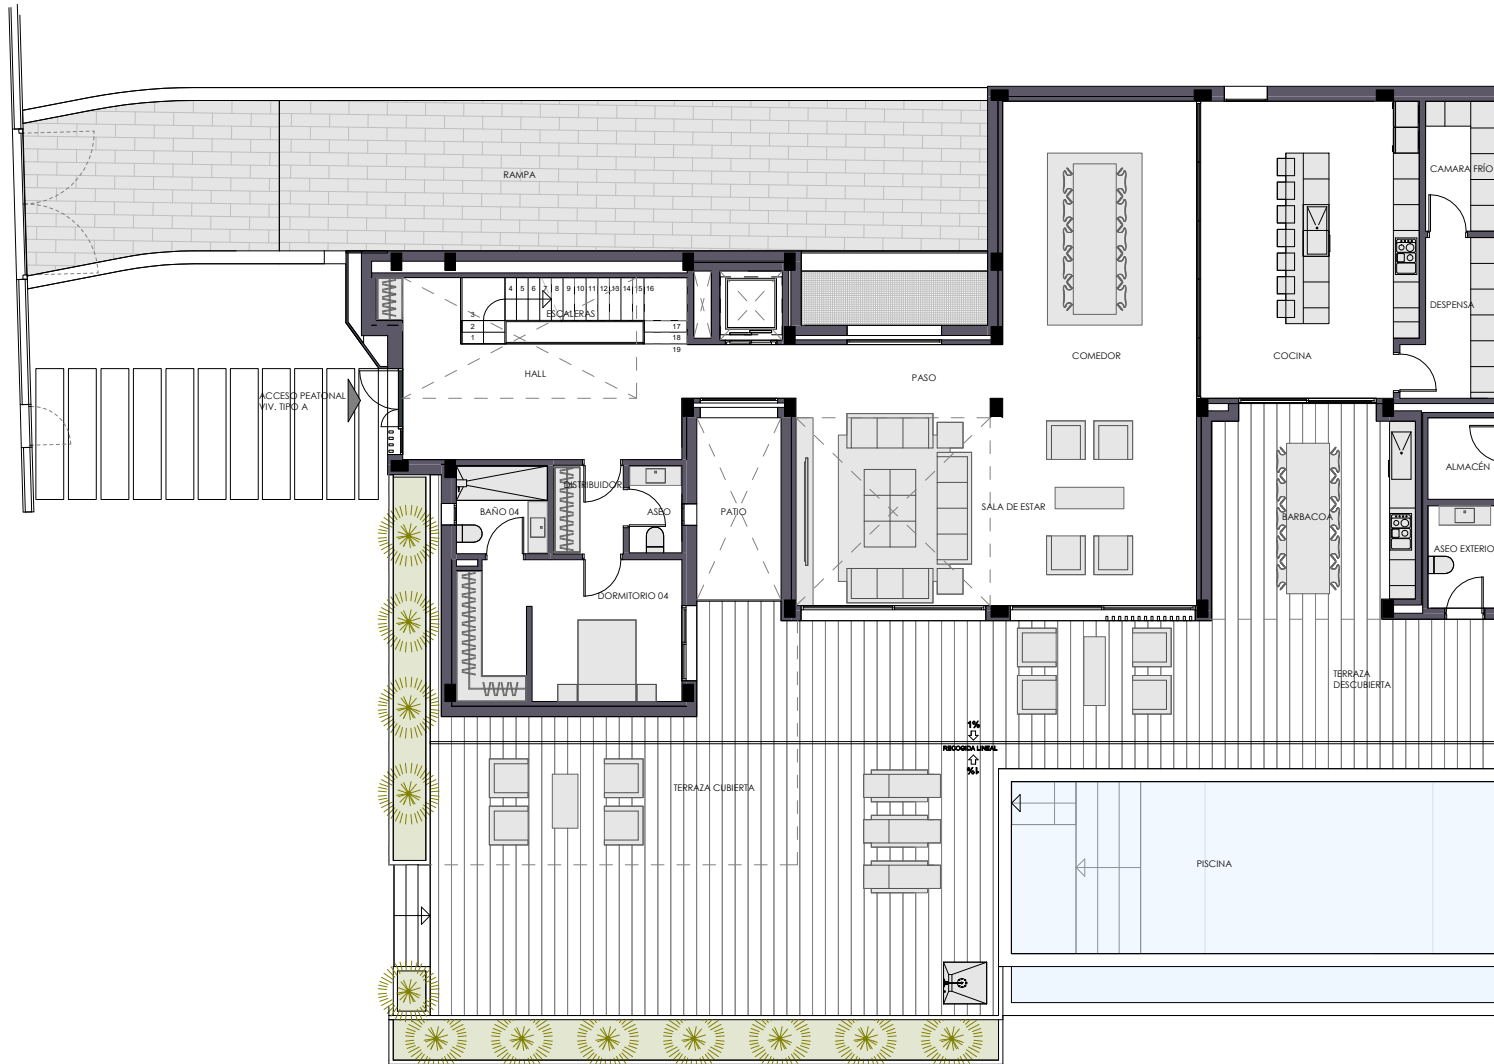 RAMPA
CAMARA FRÍO
4 5 6 7 8 9 10 11 12 13 14 15 16
ESCALERAS
3
2
1
17
18
19
DESPENSA
COMEDOR
COCINA
HALL
PASO
ACCESO PEATONAL
VIV. TIPO A
ALMACÉN
DISTRIBUIDOR
BAÑO 04
ASEO
PATIO
SALA DE ESTAR
BARBACOA
ASEO EXTERIO
DORMITORIO 04
TERRAZA
DESCUBIERTA
1%
RECOGIDA LINEAL
1%
TERRAZA CUBIERTA
PISCINA